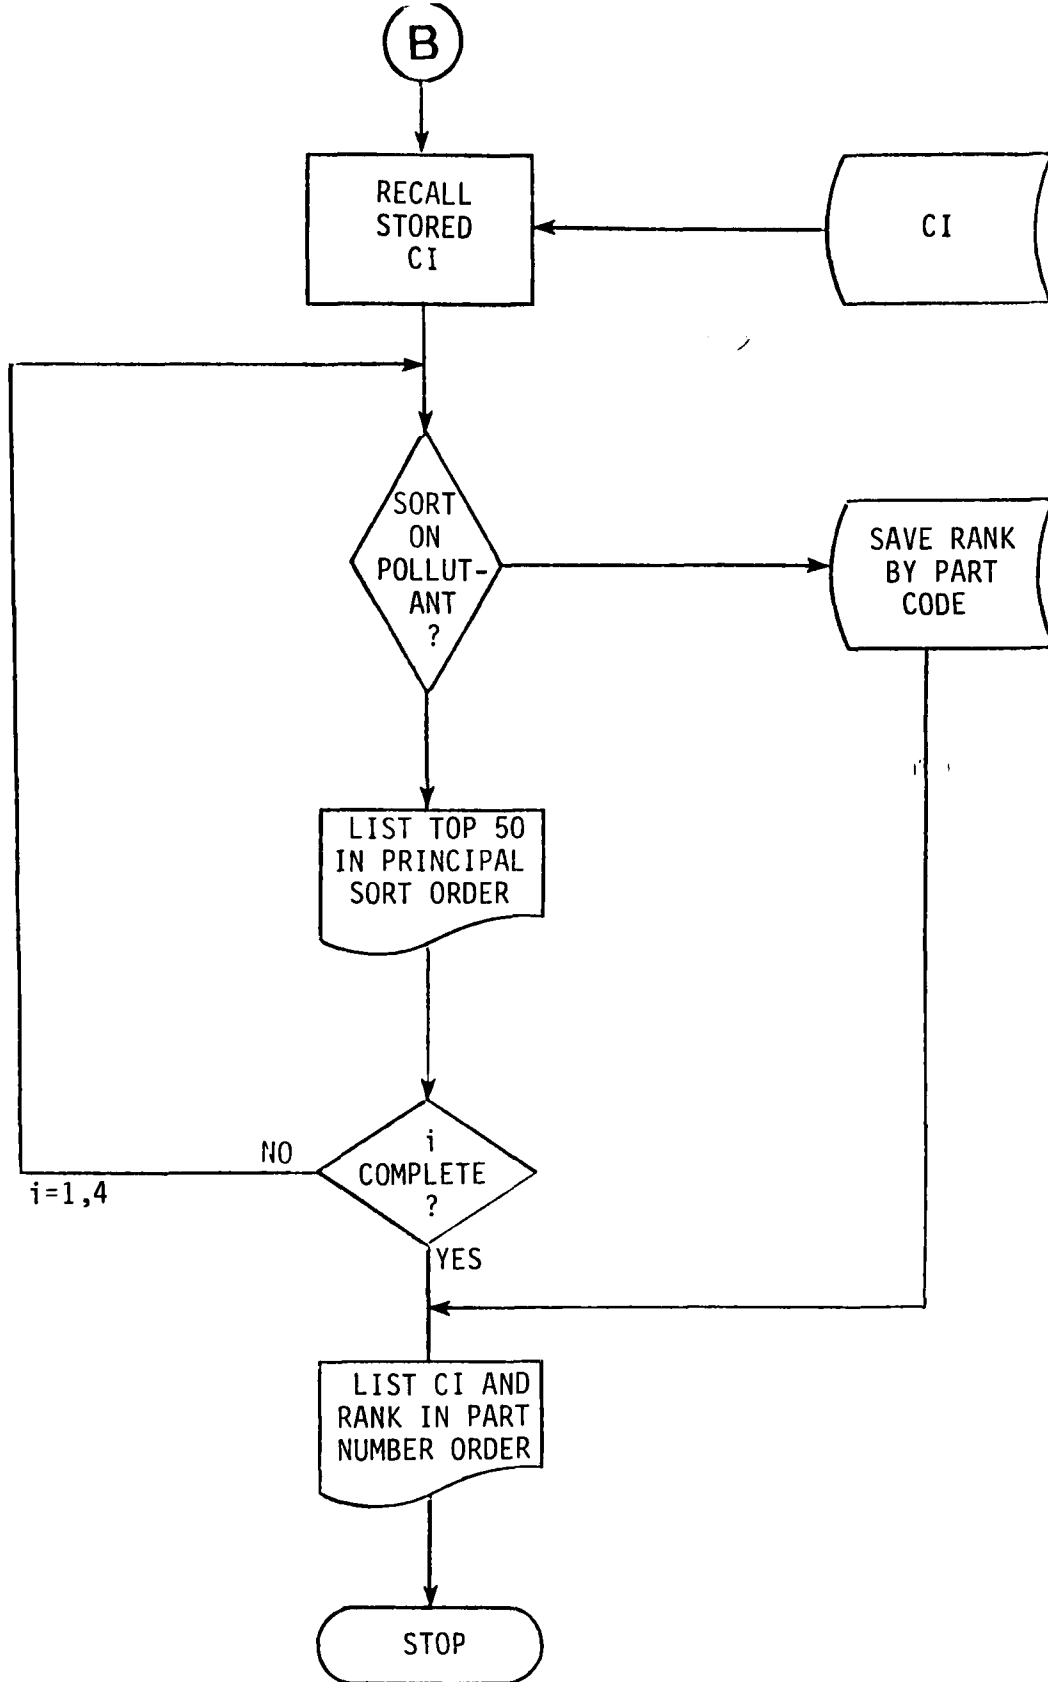 B
RECALL
STORED
CI
CI
SORT
ON
POLLUT-
ANT
?
SAVE RANK
BY PART
CODE
LIST TOP 50
IN PRINCIPAL
SORT ORDER
i
COMPLETE
?
NO
i=1,4
YES
LIST CI AND
RANK IN PART
NUMBER ORDER
STOP